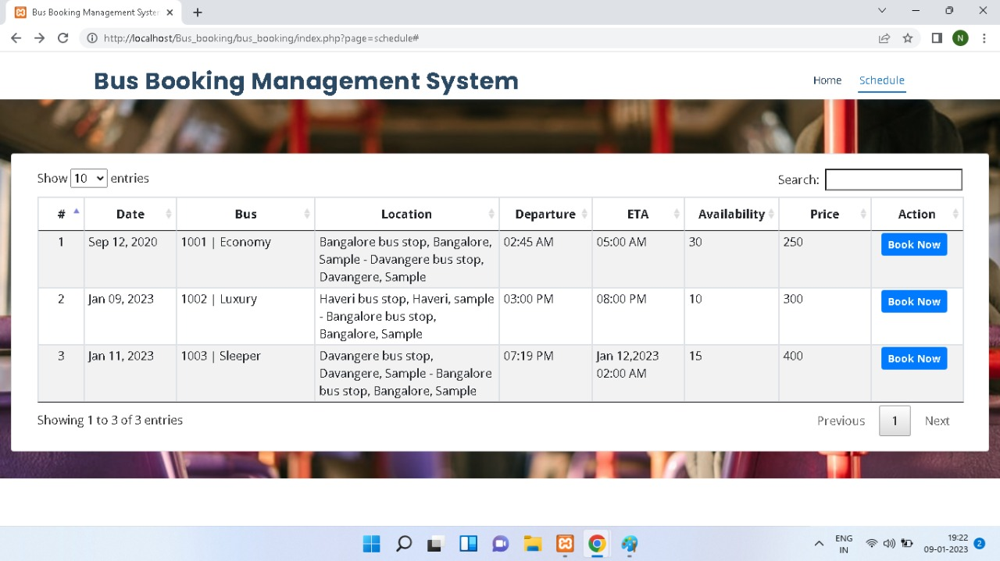 Bus Booking Management Syster
http://localhost/Bus_booking/bus_booking/index.php?page=schedule#
N
Bus Booking Management System
Home Schedule
Show 10 entries Search:
# Date Bus Location Departure ETA Availability Price Action
1 Sep 12, 2020 1001 | Economy Bangalore bus stop, Bangalore, 02:45 AM 05:00 AM 30 250 Book Now
Sample - Davangere bus stop,
Davangere, Sample
2 Jan 09, 2023 1002 | Luxury Haveri bus stop, Haveri, sample 03:00 PM 08:00 PM 10 300 Book Now
- Bangalore bus stop,
Bangalore, Sample
3 Jan 11, 2023 1003 | Sleeper Davangere bus stop, 07:19 PM Jan 12,2023 15 400 Book Now
Davangere, Sample - Bangalore 02:00 AM
bus stop, Bangalore, Sample
Showing 1 to 3 of 3 entries Previous 1 Next
ENG 19:22
IN 09-01-2023 2